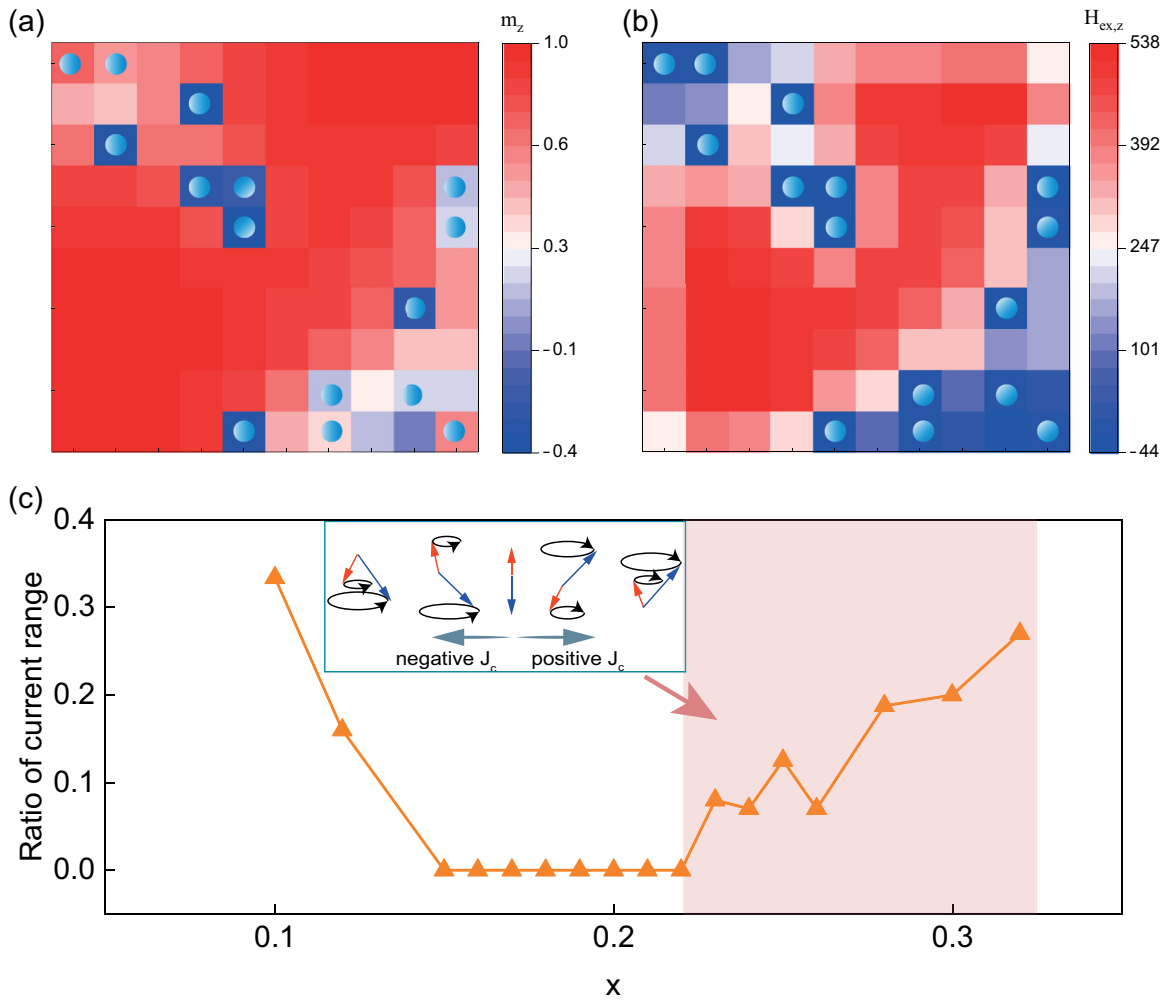 (a)
m_z
1.0
0.6
0.3
-0.1
-0.4
(b)
H_ex,z
538
392
247
101
-44
(c)
Ratio of current range
0.4
0.3
0.2
0.1
0.0
negative J_c
positive J_c
0.1
0.2
0.3
x